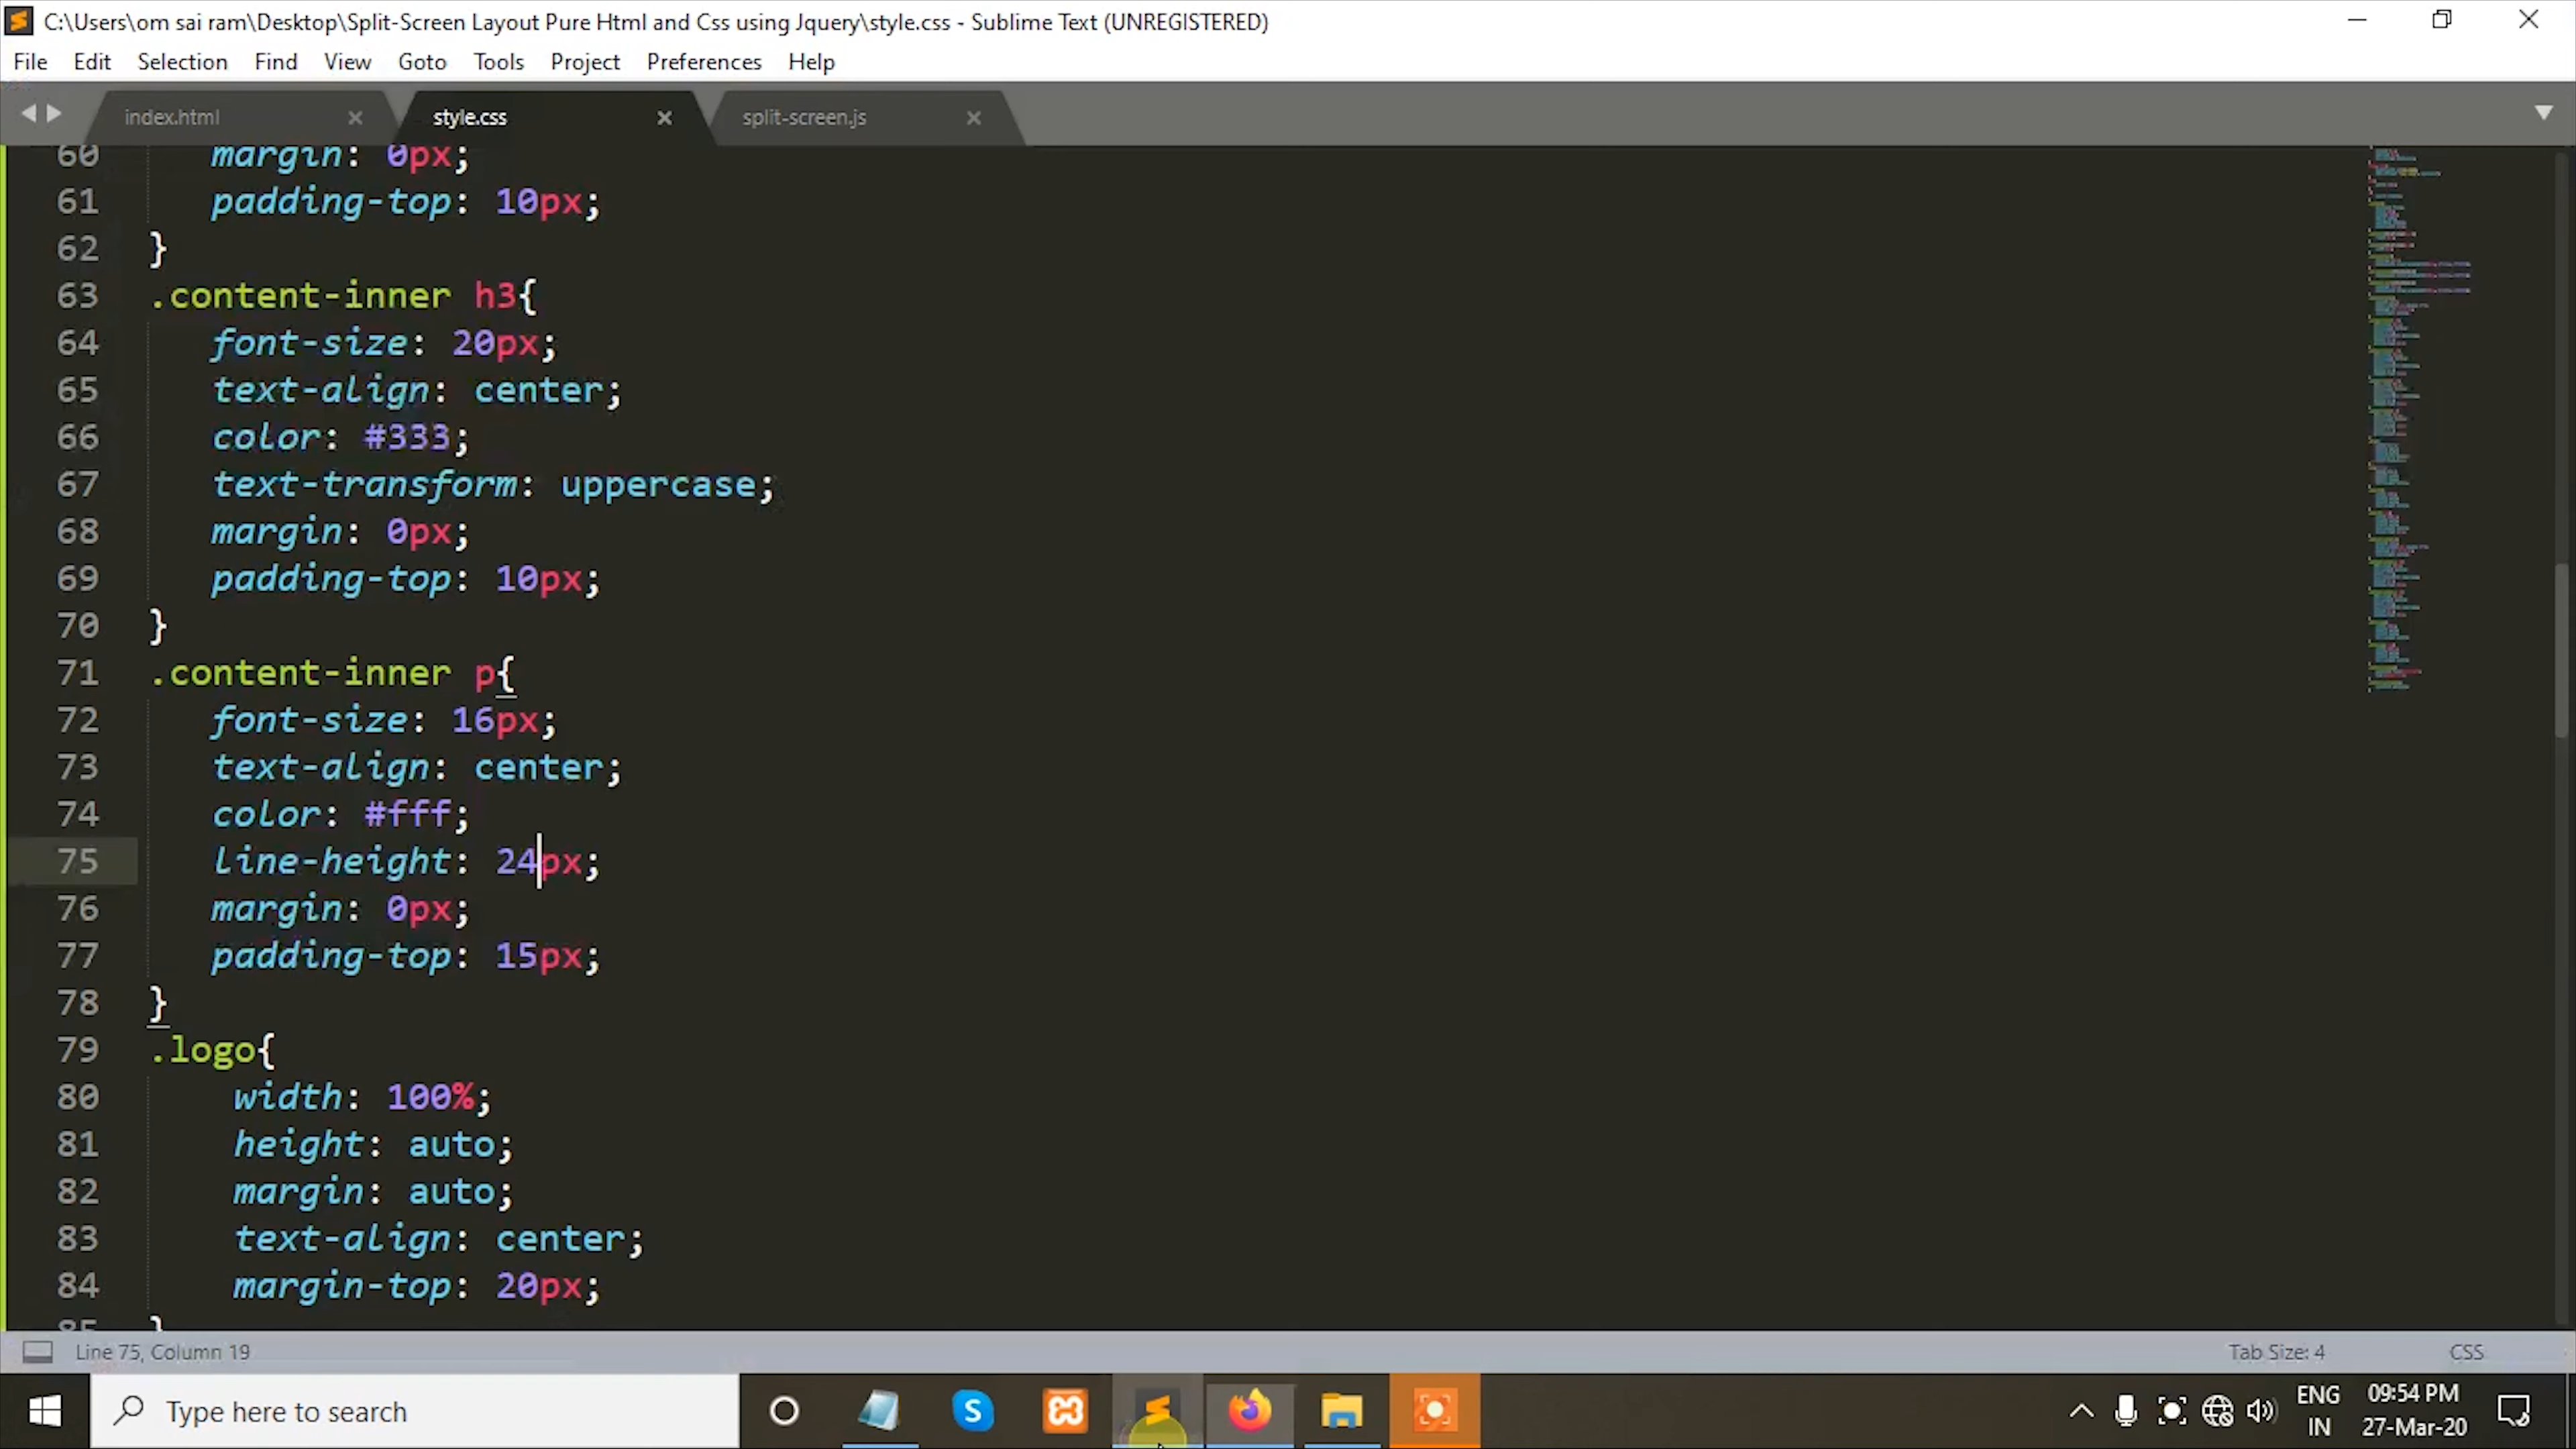 C:\Users\om sai ram\Desktop\Split-Screen Layout Pure Html and Css using Jquery\style.css - Sublime Text (UNREGISTERED)
File Edit Selection Find View Goto Tools Project Preferences Help
index.html style.css split-screen.js
60 margin: 0px;
61 padding-top: 10px;
62 }
63 .content-inner h3{
64 font-size: 20px;
65 text-align: center;
66 color: #333;
67 text-transform: uppercase;
68 margin: 0px;
69 padding-top: 10px;
70 }
71 .content-inner p{
72 font-size: 16px;
73 text-align: center;
74 color: #fff;
75 line-height: 24px;
76 margin: 0px;
77 padding-top: 15px;
78 }
79 .logo{
80 width: 100%;
81 height: auto;
82 margin: auto;
83 text-align: center;
84 margin-top: 20px;
85 }
Line 75, Column 19 Tab Size: 4 CSS
Type here to search
ENG 09:54 PM
IN 27-Mar-20